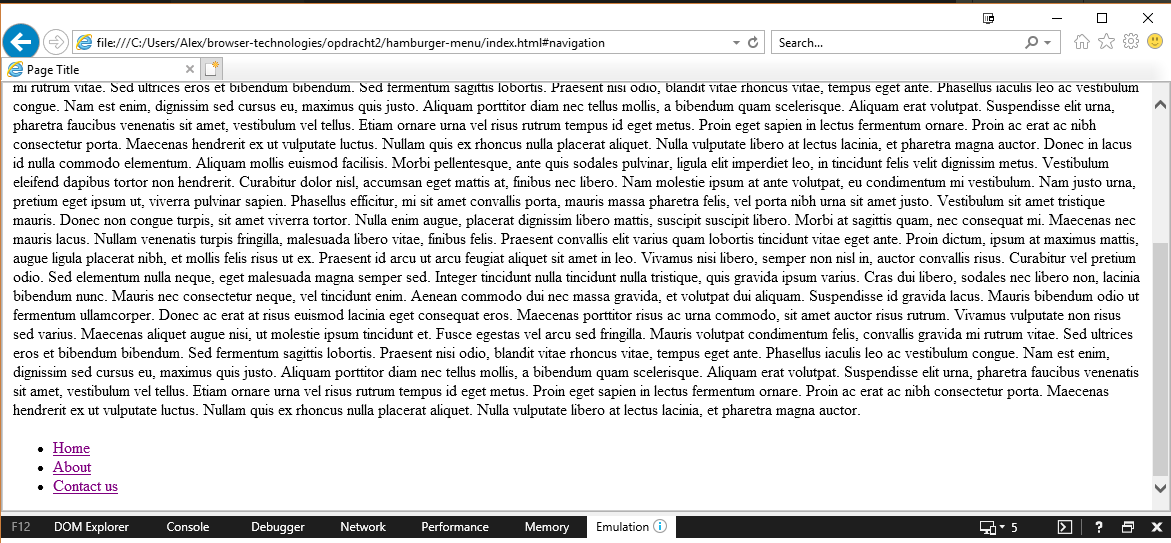 file:///C:/Users/Alex/browser-technologies/opdracht2/hamburger-menu/index.html#navigation
Search...
Page Title
mi rutrum vitae. Sed ultrices eros et bibendum bibendum. Sed fermentum sagittis lobortis. Praesent nisi odio, blandit vitae rhoncus vitae, tempus eget ante. Phasellus iaculis leo ac vestibulum
congue. Nam est enim, dignissim sed cursus eu, maximus quis justo. Aliquam porttitor diam nec tellus mollis, a bibendum quam scelerisque. Aliquam erat volutpat. Suspendisse elit urna,
pharetra faucibus venenatis sit amet, vestibulum vel tellus. Etiam ornare urna vel risus rutrum tempus id eget metus. Proin eget sapien in lectus fermentum ornare. Proin ac erat ac nibh
consectetur porta. Maecenas hendrerit ex ut vulputate luctus. Nullam quis ex rhoncus nulla placerat aliquet. Nulla vulputate libero at lectus lacinia, et pharetra magna auctor. Donec in lacus
id nulla commodo elementum. Aliquam mollis euismod facilisis. Morbi pellentesque, ante quis sodales pulvinar, ligula elit imperdiet leo, in tincidunt felis velit dignissim metus. Vestibulum
eleifend dapibus tortor non hendrerit. Curabitur dolor nisl, accumsan eget mattis at, finibus nec libero. Nam molestie ipsum at ante volutpat, eu condimentum mi vestibulum. Nam justo urna,
pretium eget ipsum ut, viverra pulvinar sapien. Phasellus efficitur, mi sit amet convallis porta, mauris massa pharetra felis, vel porta nibh urna sit amet justo. Vestibulum sit amet tristique
mauris. Donec non congue turpis, sit amet viverra tortor. Nulla enim augue, placerat dignissim libero mattis, suscipit suscipit libero. Morbi at sagittis quam, nec consequat mi. Maecenas nec
mauris lacus. Nullam venenatis turpis fringilla, malesuada libero vitae, finibus felis. Praesent convallis elit varius quam lobortis tincidunt vitae eget ante. Proin dictum, ipsum at maximus mattis,
augue ligula placerat nibh, et mollis felis risus ut ex. Praesent id arcu ut arcu feugiat aliquet sit amet in leo. Vivamus nisi libero, semper non nisl in, auctor convallis risus. Curabitur vel pretium
odio. Sed elementum nulla neque, eget malesuada magna semper sed. Integer tincidunt nulla tincidunt nulla tristique, quis gravida ipsum varius. Cras dui libero, sodales nec libero non, lacinia
bibendum nunc. Mauris nec consectetur neque, vel tincidunt enim. Aenean commodo dui nec massa gravida, et volutpat dui aliquam. Suspendisse id gravida lacus. Mauris bibendum odio ut
fermentum ullamcorper. Donec ac erat at risus euismod lacinia eget consequat eros. Maecenas porttitor risus ac urna commodo, sit amet auctor risus rutrum. Vivamus vulputate non risus
sed varius. Maecenas aliquet augue nisi, ut molestie ipsum tincidunt et. Fusce egestas vel arcu sed fringilla. Mauris volutpat condimentum felis, convallis gravida mi rutrum vitae. Sed ultrices
eros et bibendum bibendum. Sed fermentum sagittis lobortis. Praesent nisi odio, blandit vitae rhoncus vitae, tempus eget ante. Phasellus iaculis leo ac vestibulum congue. Nam est enim,
dignissim sed cursus eu, maximus quis justo. Aliquam porttitor diam nec tellus mollis, a bibendum quam scelerisque. Aliquam erat volutpat. Suspendisse elit urna, pharetra faucibus venenatis
sit amet, vestibulum vel tellus. Etiam ornare urna vel risus rutrum tempus id eget metus. Proin eget sapien in lectus fermentum ornare. Proin ac erat ac nibh consectetur porta. Maecenas
hendrerit ex ut vulputate luctus. Nullam quis ex rhoncus nulla placerat aliquet. Nulla vulputate libero at lectus lacinia, et pharetra magna auctor.
Home
About
Contact us
F12 DOM Explorer Console Debugger Network Performance Memory Emulation 5